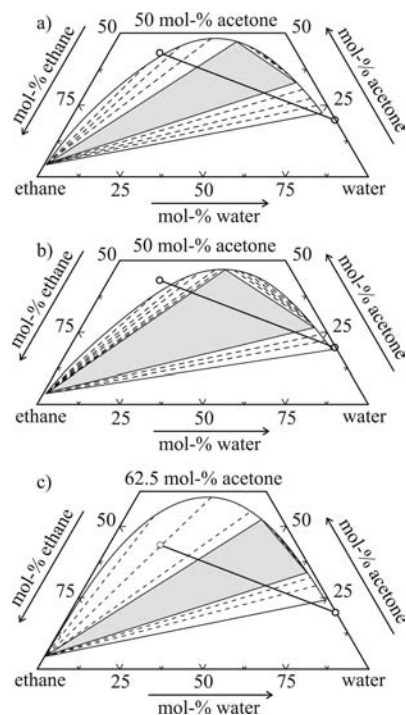 a) 50 mol-% acetone
mol-% ethane
mol-% acetone
50
50
75
25
ethane 25 50 75 water
mol-% water
b) 50 mol-% acetone
mol-% ethane
mol-% acetone
50
50
75
25
ethane 25 50 75 water
mol-% water
c) 62.5 mol-% acetone
mol-% ethane
mol-% acetone
50
50
75
25
ethane 25 50 75 water
mol-% water